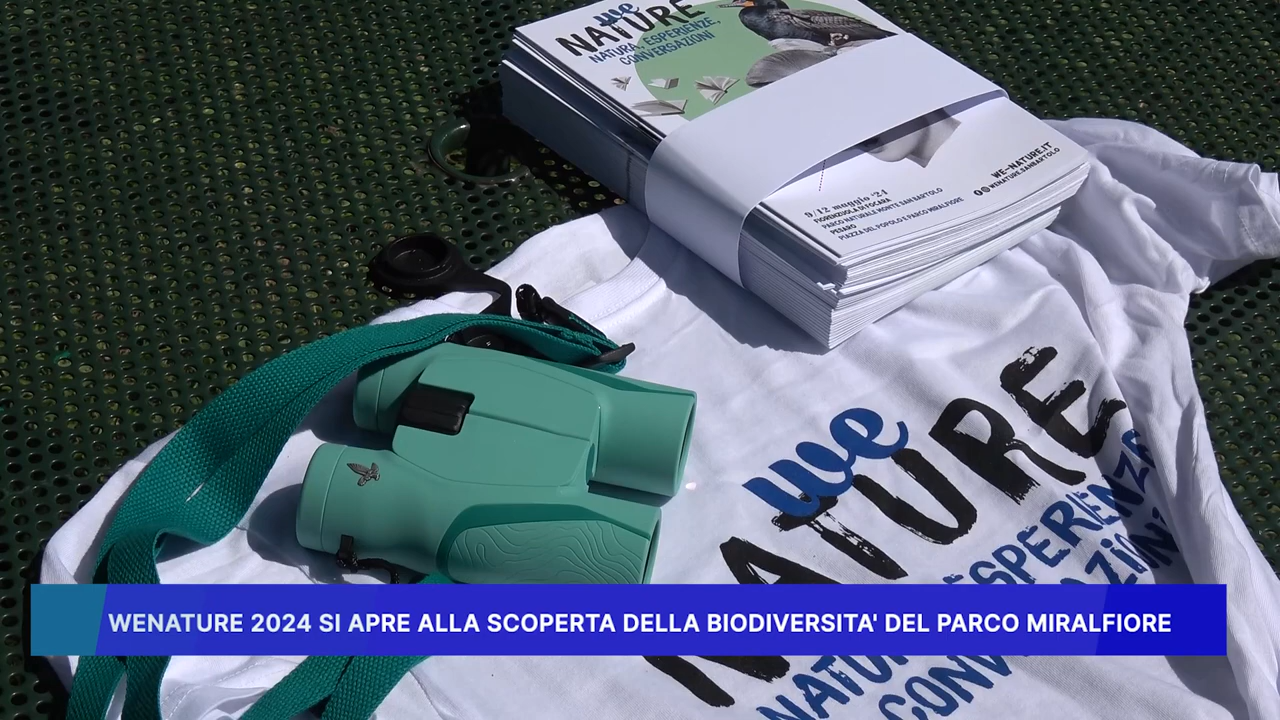 we
NATURE
NATURA, ESPERIENZE,
CONVERSAZIONI
WE-NATURE.IT
WENATURE.SANBARTOLO
9/12 maggio '24
FIORENZUOLA DI FOCARA
PARCO NATURALE MONTE SAN BARTOLO
PESARO
PIAZZA DEL POPOLO E PARCO MIRALFIORE
we
NATURE
ESPERIENZE
WENATURE 2024 SI APRE ALLA SCOPERTA DELLA BIODIVERSITA' DEL PARCO MIRALFIORE